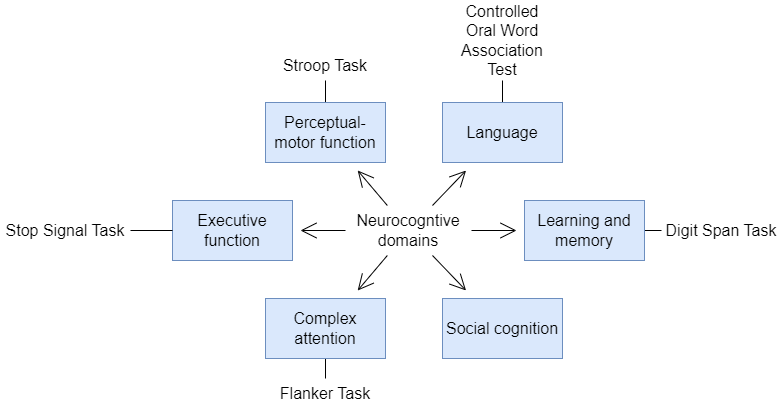 Controlled
Oral Word
Association
Test
Stroop Task
Perceptual-
motor function
Language
Stop Signal Task
Executive
function
Neurocogntive
domains
Learning and
memory
Digit Span Task
Complex
attention
Social cognition
Flanker Task